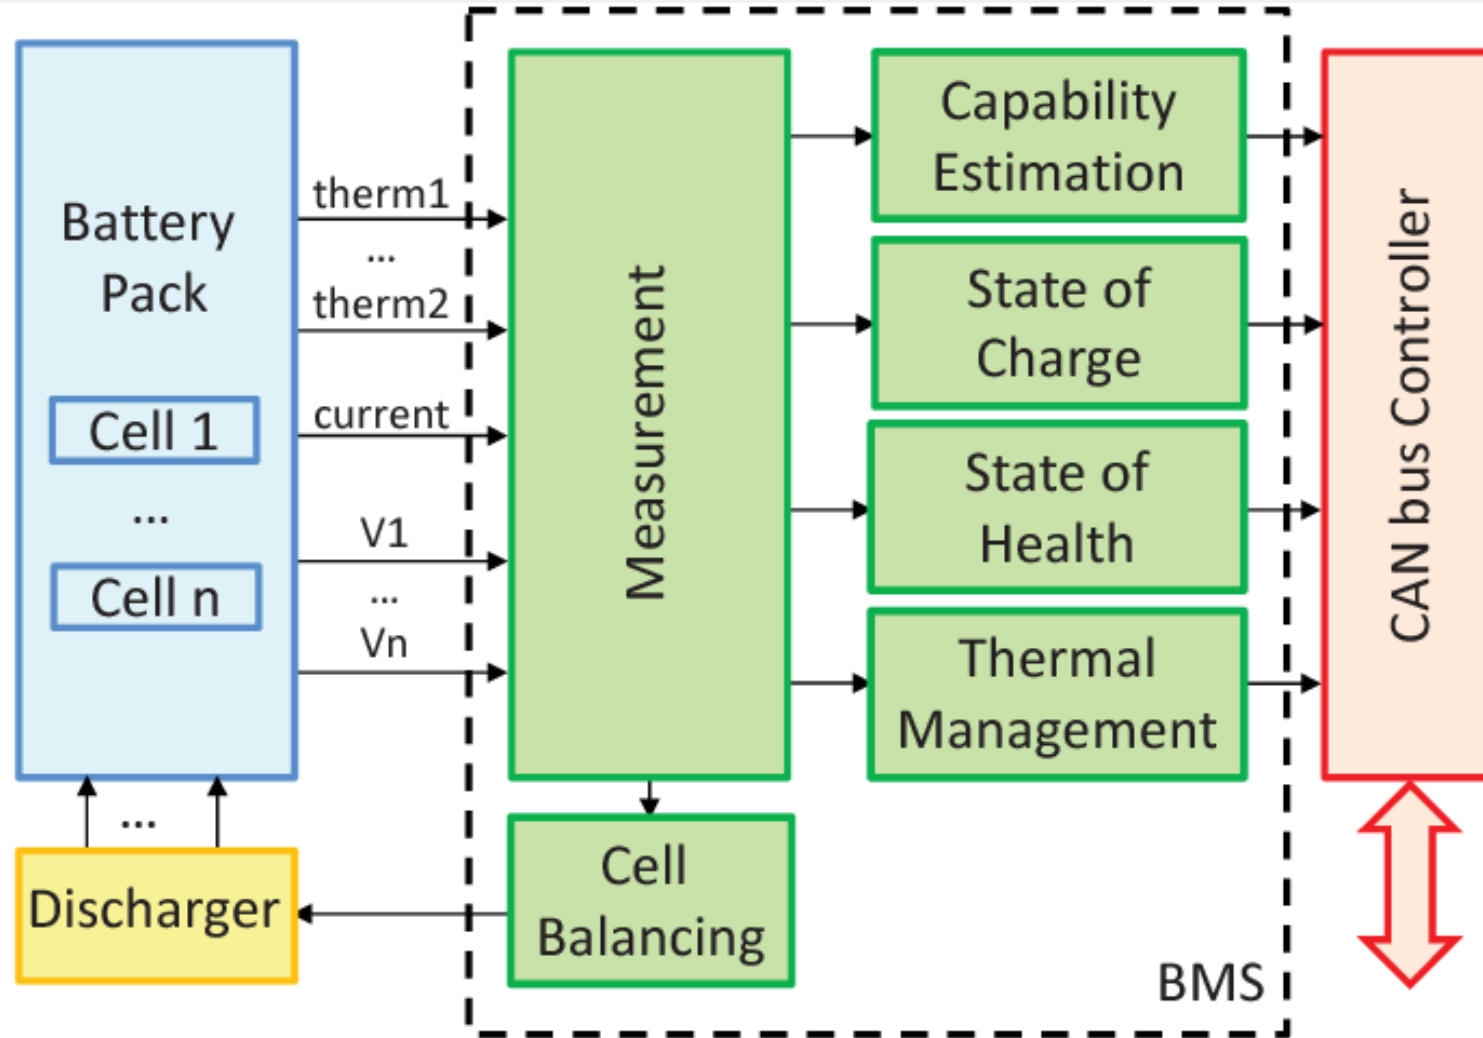 Battery
Pack
Cell 1
...
Cell n
therm1
...
therm2
current
V1
...
Vn
Measurement
Capability
Estimation
State of
Charge
State of
Health
Thermal
Management
CAN bus Controller
...
Discharger
Cell
Balancing
BMS